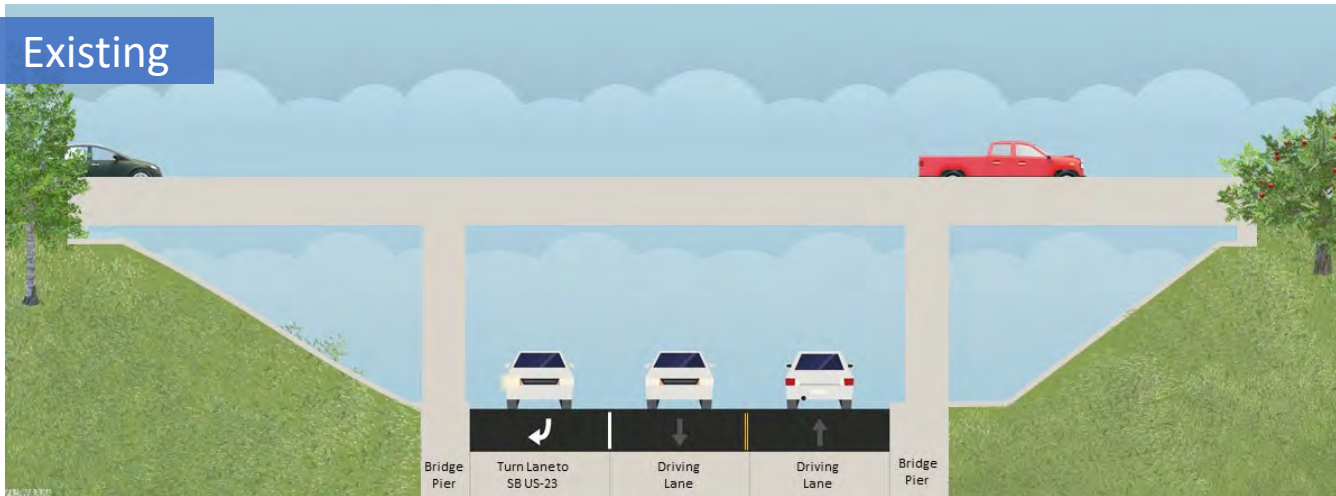 Existing
Bridge
Pier
Turn Lane to
SB US-23
Driving
Lane
Driving
Lane
Bridge
Pier